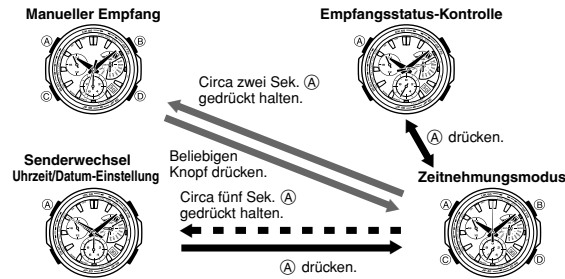 Manueller Empfang
Empfangsstatus-Kontrolle
Ⓐ
Ⓑ
Ⓒ
Ⓓ
Ⓐ
Circa zwei Sek. Ⓐ
gedrückt halten.
Ⓐ drücken.
Beliebigen
Knopf drücken.
Senderwechsel
Uhrzeit/Datum-Einstellung
Ⓐ
Zeitnehmungsmodus
Ⓐ
Ⓑ
Ⓒ
Ⓓ
Circa fünf Sek. Ⓐ
gedrückt halten.
Ⓐ drücken.